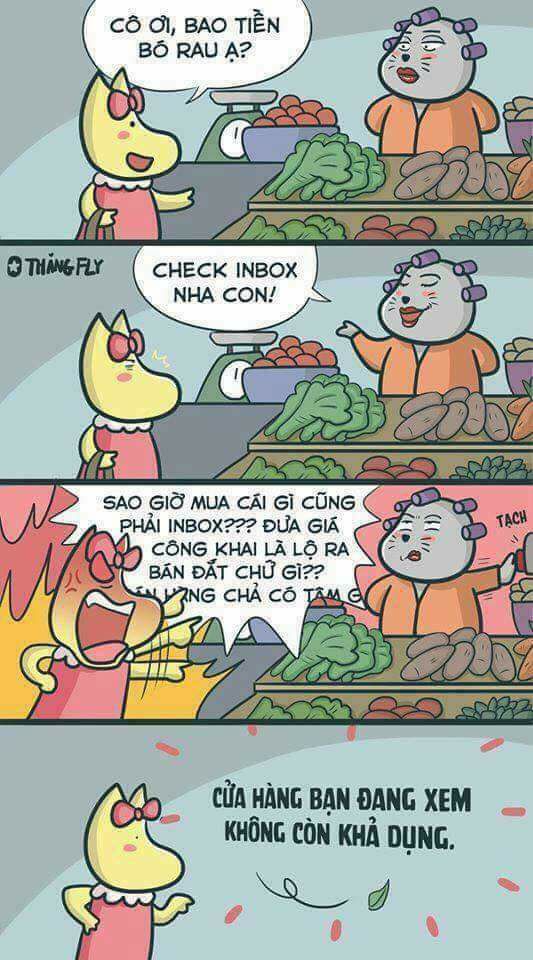 CÔ ƠI, BAO TIỀN
BÓ RAU Ạ?
THĂNG FLY
CHECK INBOX
NHA CON!
SAO GIỜ MUA CÁI GÌ CŨNG
PHẢI INBOX??? ĐƯA GIÁ
CÔNG KHAI LÀ LỘ RA
BÁN ĐẮT CHỨ GÌ??
CHẢ CÓ TÂM
TẠCH
CỬA HÀNG BẠN ĐANG XEM
KHÔNG CÒN KHẢ DỤNG.